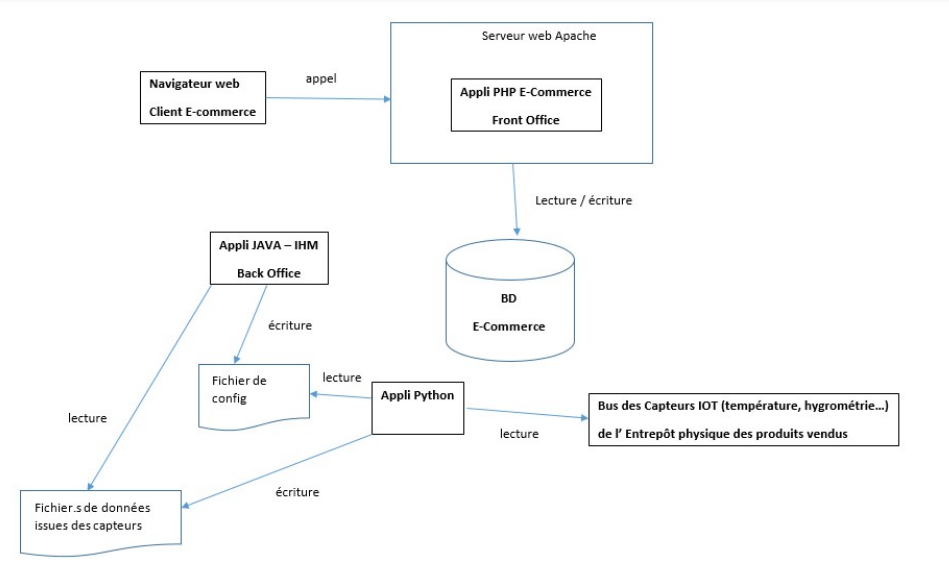 Serveur web Apache
Navigateur web
Client E-commerce
appel
Appli PHP E-Commerce
Front Office
Lecture / écriture
Appli JAVA – IHM
Back Office
BD
E-Commerce
écriture
Fichier de
config
lecture
Appli Python
lecture
Bus des Capteurs IOT (température, hygrométrie...)
de l’ Entrepôt physique des produits vendus
lecture
écriture
Fichier.s de données
issues des capteurs